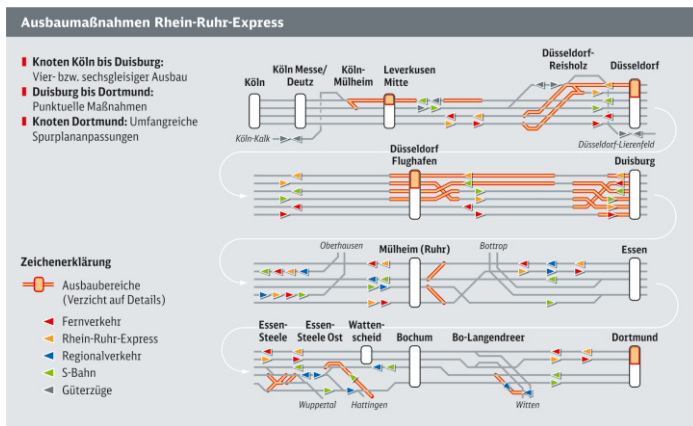 Ausbaumaßnahmen Rhein-Ruhr-Express
Knoten Köln bis Duisburg:
Vier- bzw. sechsgleisiger Ausbau
Duisburg bis Dortmund:
Punktuelle Maßnahmen
Knoten Dortmund: Umfangreiche
Spurplananpassungen
Köln
Köln Messe/
Deutz
Köln-
Mülheim
Leverkusen
Mitte
Düsseldorf-
Reisholz
Düsseldorf
Köln-Kalk
Düsseldorf-Lierenfeld
Düsseldorf
Flughafen
Duisburg
Oberhausen
Mülheim (Ruhr)
Bottrop
Essen
Zeichenerklärung
Ausbaubereiche
(Verzicht auf Details)
Fernverkehr
Rhein-Ruhr-Express
Regionalverkehr
S-Bahn
Güterzüge
Essen-
Steele
Essen-
Steele Ost
Watten-
scheid
Bochum
Bo-Langendreer
Dortmund
Wuppertal
Hattingen
Witten